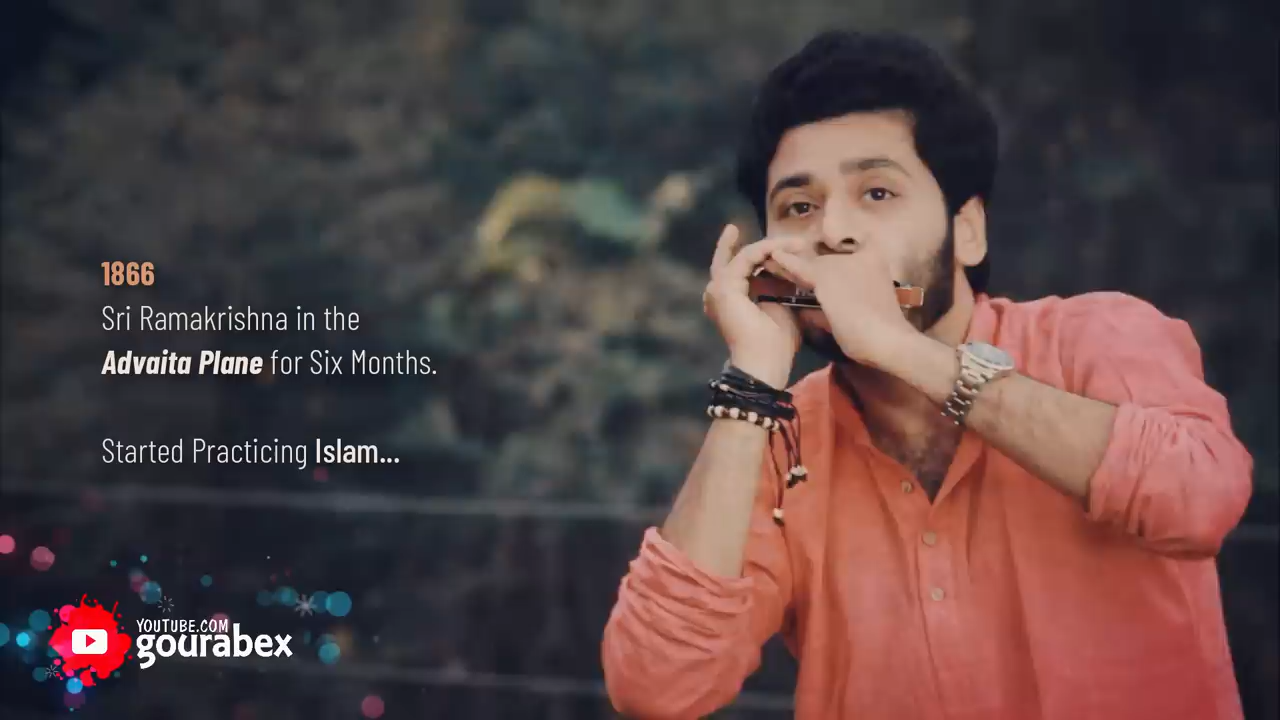 1866
Sri Ramakrishna in the
Advaita Plane for Six Months.
Started Practicing Islam...
YOUTUBE.COM
gourabex